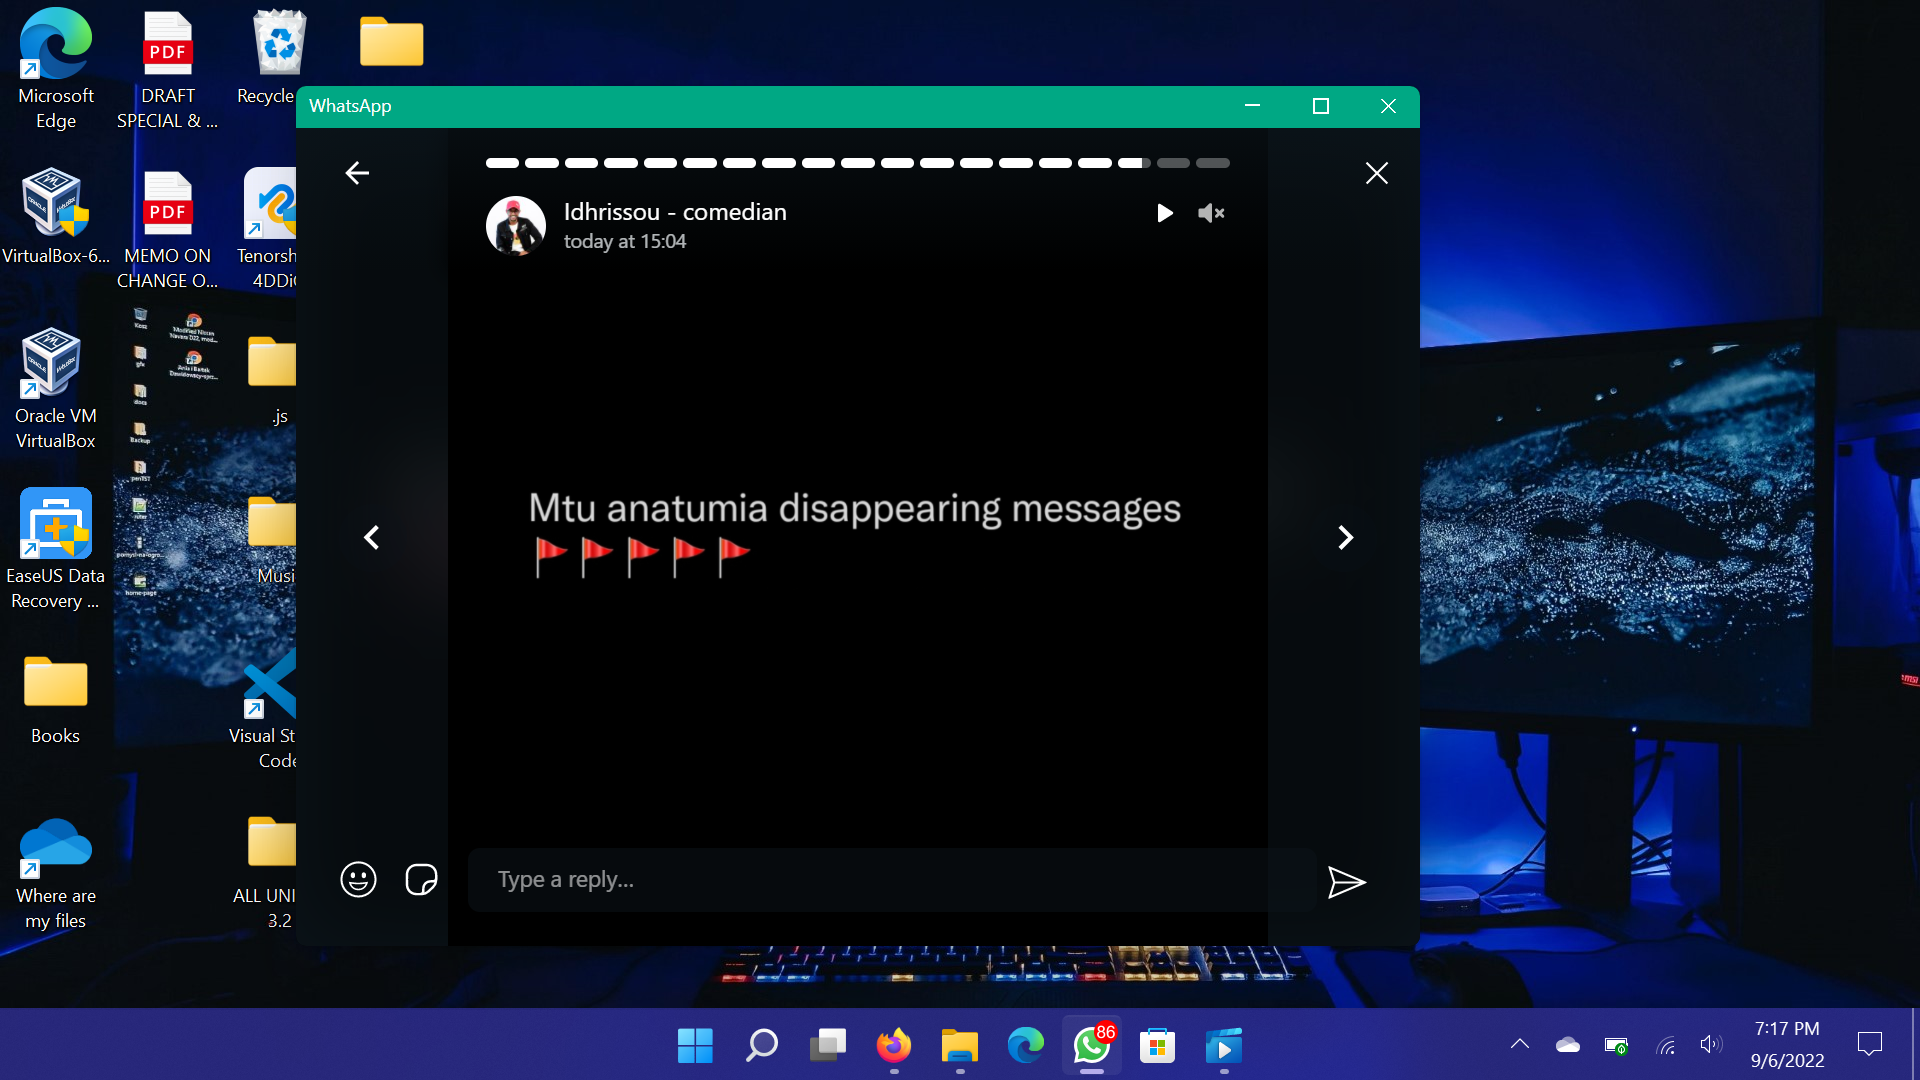 Microsoft
Edge
DRAFT
SPECIAL & ...
Recycle
PDF
WhatsApp
Idhrissou - comedian
today at 15:04
VirtualBox-6...
PDF
MEMO ON
CHANGE O...
Tenorsh
4DDi
Mtu anatumia disappearing messages
🚩🚩🚩🚩🚩
Oracle VM
VirtualBox
.js
EaseUS Data
Recovery ...
Musi
Books
Visual St
Code
Where are
my files
ALL UNI
3.2
Type a reply...
86
7:17 PM
9/6/2022